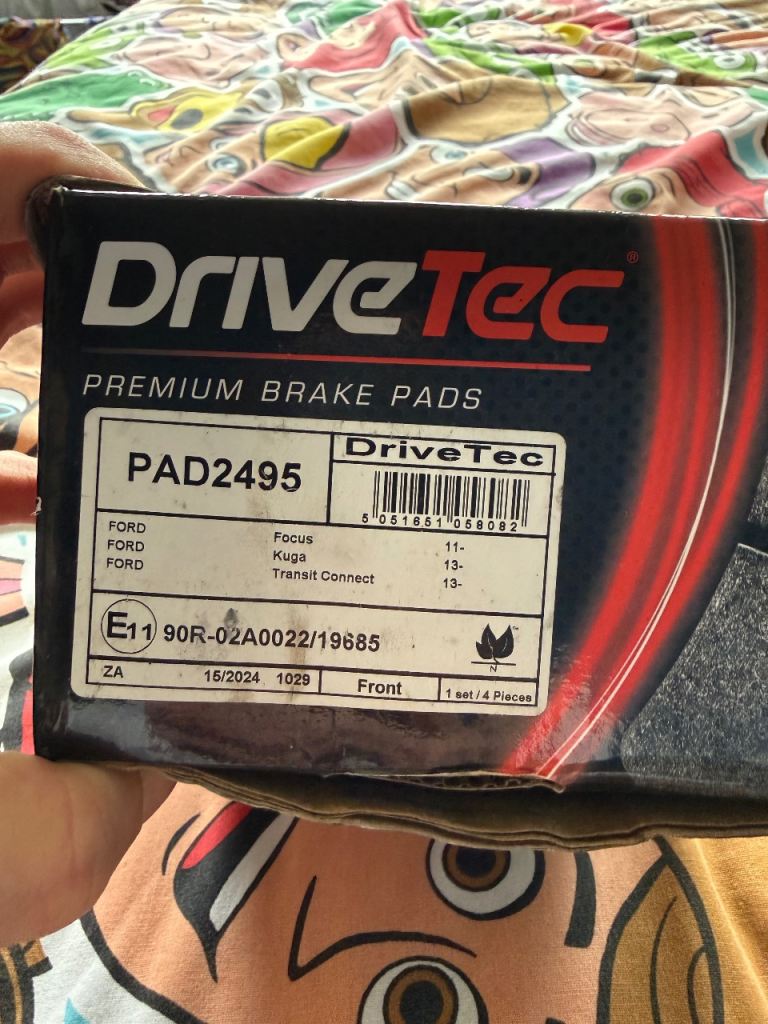 DriveTec®
PREMIUM BRAKE PADS
PAD2495
DriveTec
5 051651 058082
FORD Focus 11-
FORD Kuga 13-
FORD Transit Connect 13-
E11 90R-02A0022/19685
N
ZA 15/2024 1029 Front 1 set / 4 Pieces